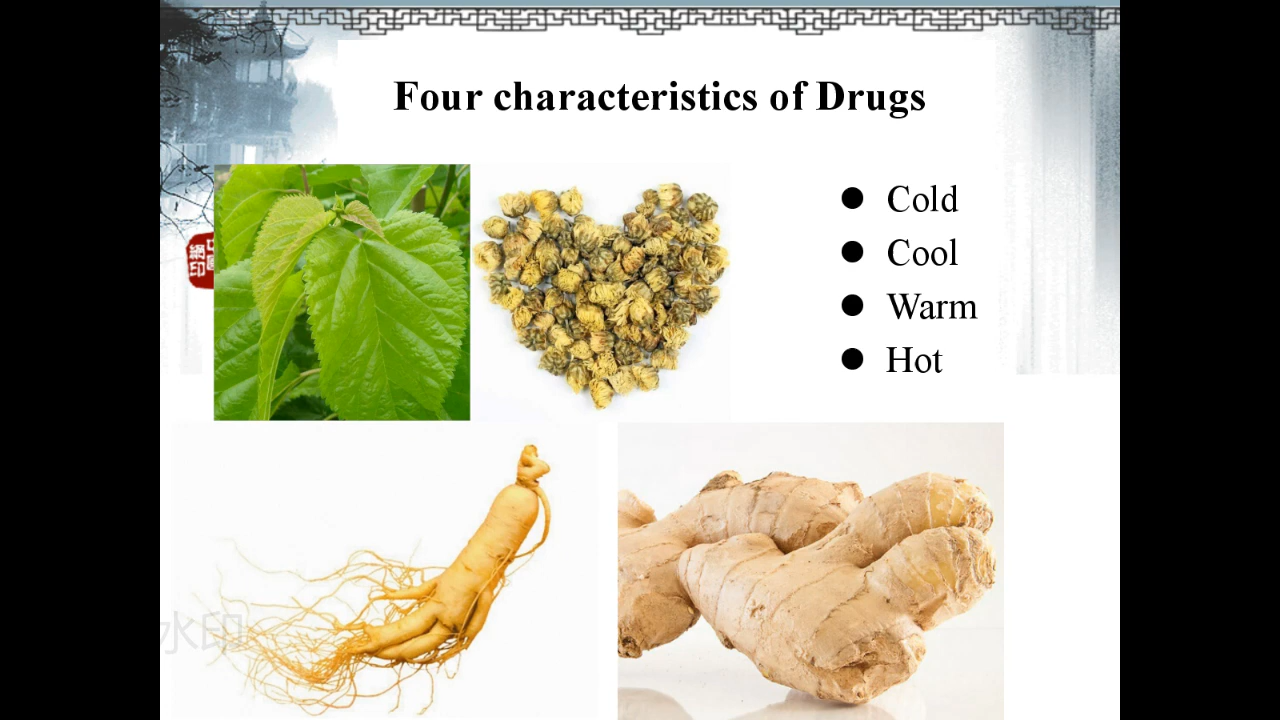 Four characteristics of Drugs
Cold
Cool
Warm
Hot
水印